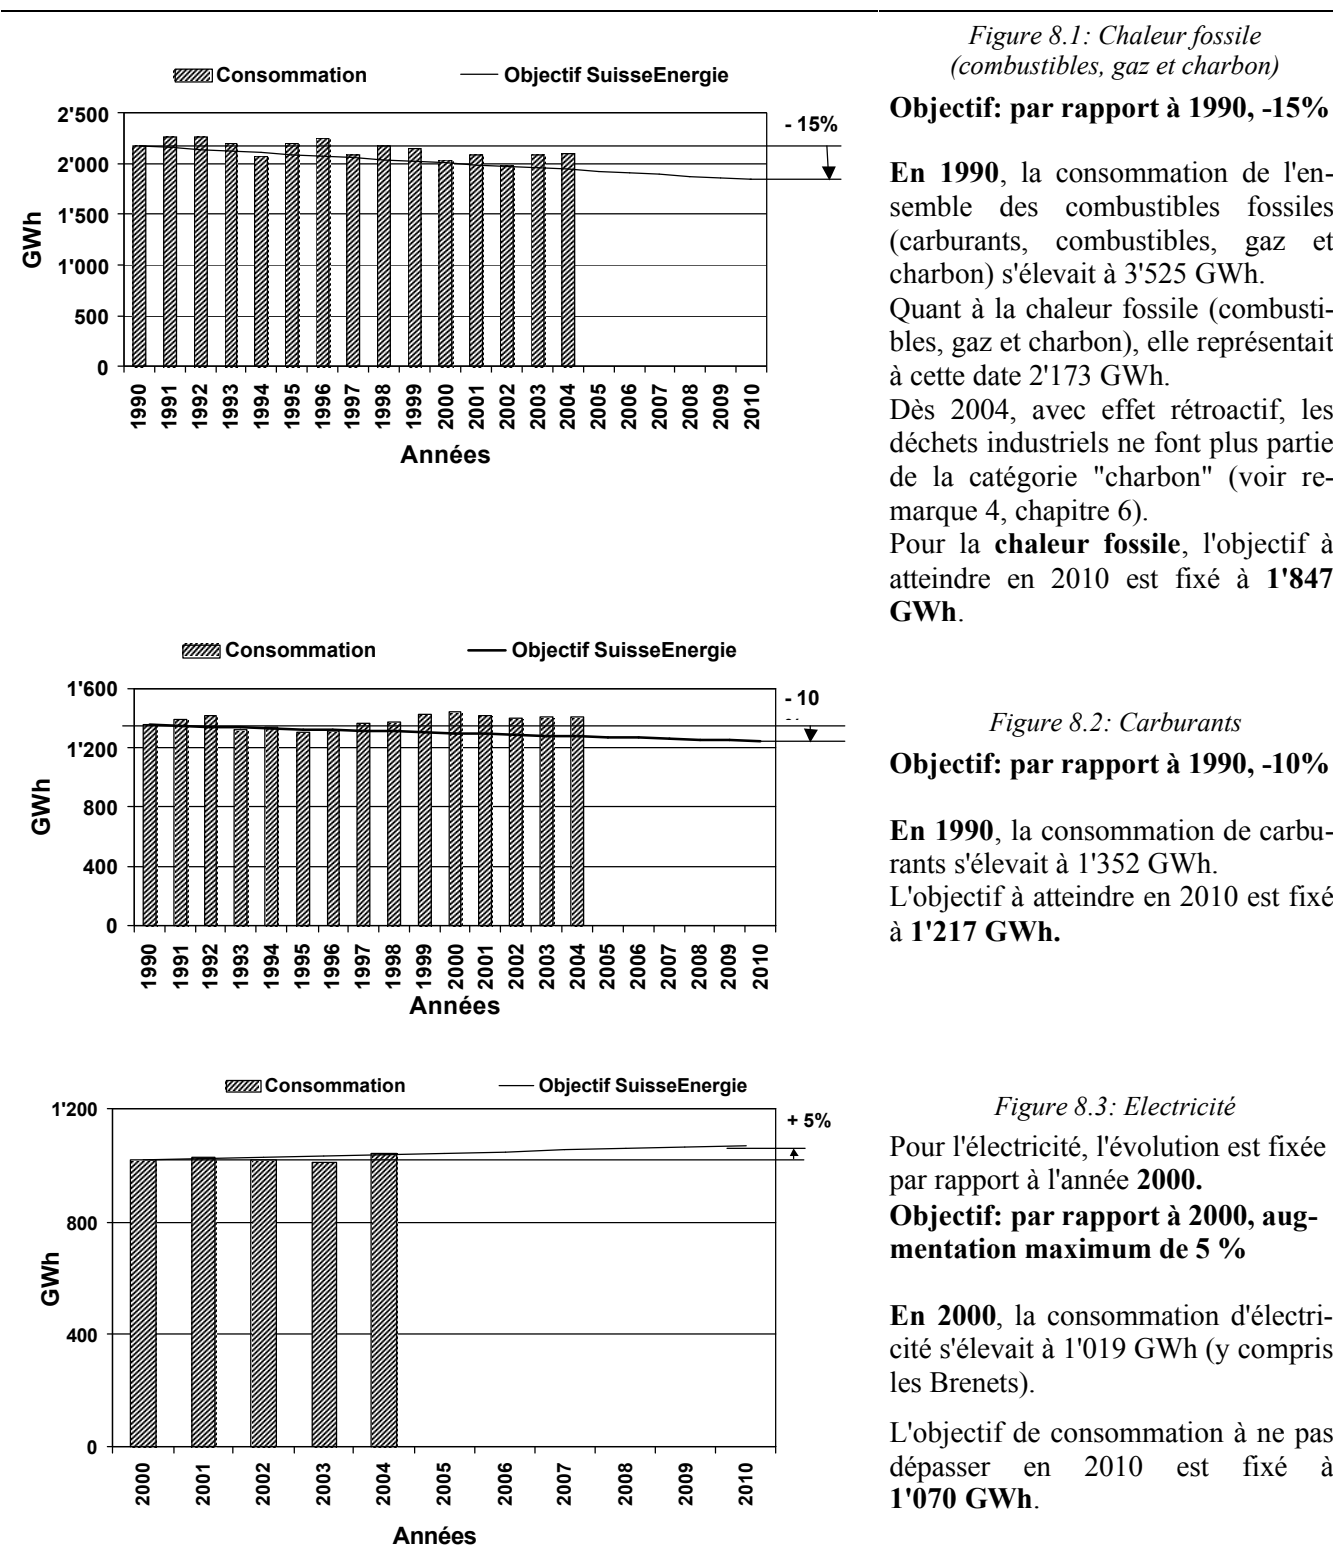 Figure 8.1: Chaleur fossile
(combustibles, gaz et charbon)
Consommation Objectif SuisseEnergie
2'500
2'000
1'500
1'000
500
0
GWh
- 15%
1990 1991 1992 1993 1994 1995 1996 1997 1998 1999 2000 2001 2002 2003 2004 2005 2006 2007 2008 2009 2010
Années
Objectif: par rapport à 1990, -15%
En 1990, la consommation de l'en-
semble des combustibles fossiles
(carburants, combustibles, gaz et
charbon) s'élevait à 3'525 GWh.
Quant à la chaleur fossile (combusti-
bles, gaz et charbon), elle représentait
à cette date 2'173 GWh.
Dès 2004, avec effet rétroactif, les
déchets industriels ne font plus partie
de la catégorie "charbon" (voir re-
marque 4, chapitre 6).
Pour la chaleur fossile, l'objectif à
atteindre en 2010 est fixé à 1'847
GWh.
Consommation Objectif SuisseEnergie
1'600
1'200
800
400
0
GWh
- 10
1990 1991 1992 1993 1994 1995 1996 1997 1998 1999 2000 2001 2002 2003 2004 2005 2006 2007 2008 2009 2010
Années
Figure 8.2: Carburants
Objectif: par rapport à 1990, -10%
En 1990, la consommation de carbu-
rants s'élevait à 1'352 GWh.
L'objectif à atteindre en 2010 est fixé
à 1'217 GWh.
Consommation Objectif SuisseEnergie
1'200
800
400
0
GWh
+ 5%
2000 2001 2002 2003 2004 2005 2006 2007 2008 2009 2010
Années
Figure 8.3: Electricité
Pour l'électricité, l'évolution est fixée
par rapport à l'année 2000.
Objectif: par rapport à 2000, aug-
mentation maximum de 5 %
En 2000, la consommation d'électri-
cité s'élevait à 1'019 GWh (y compris
les Brenets).
L'objectif de consommation à ne pas
dépasser en 2010 est fixé à
1'070 GWh.